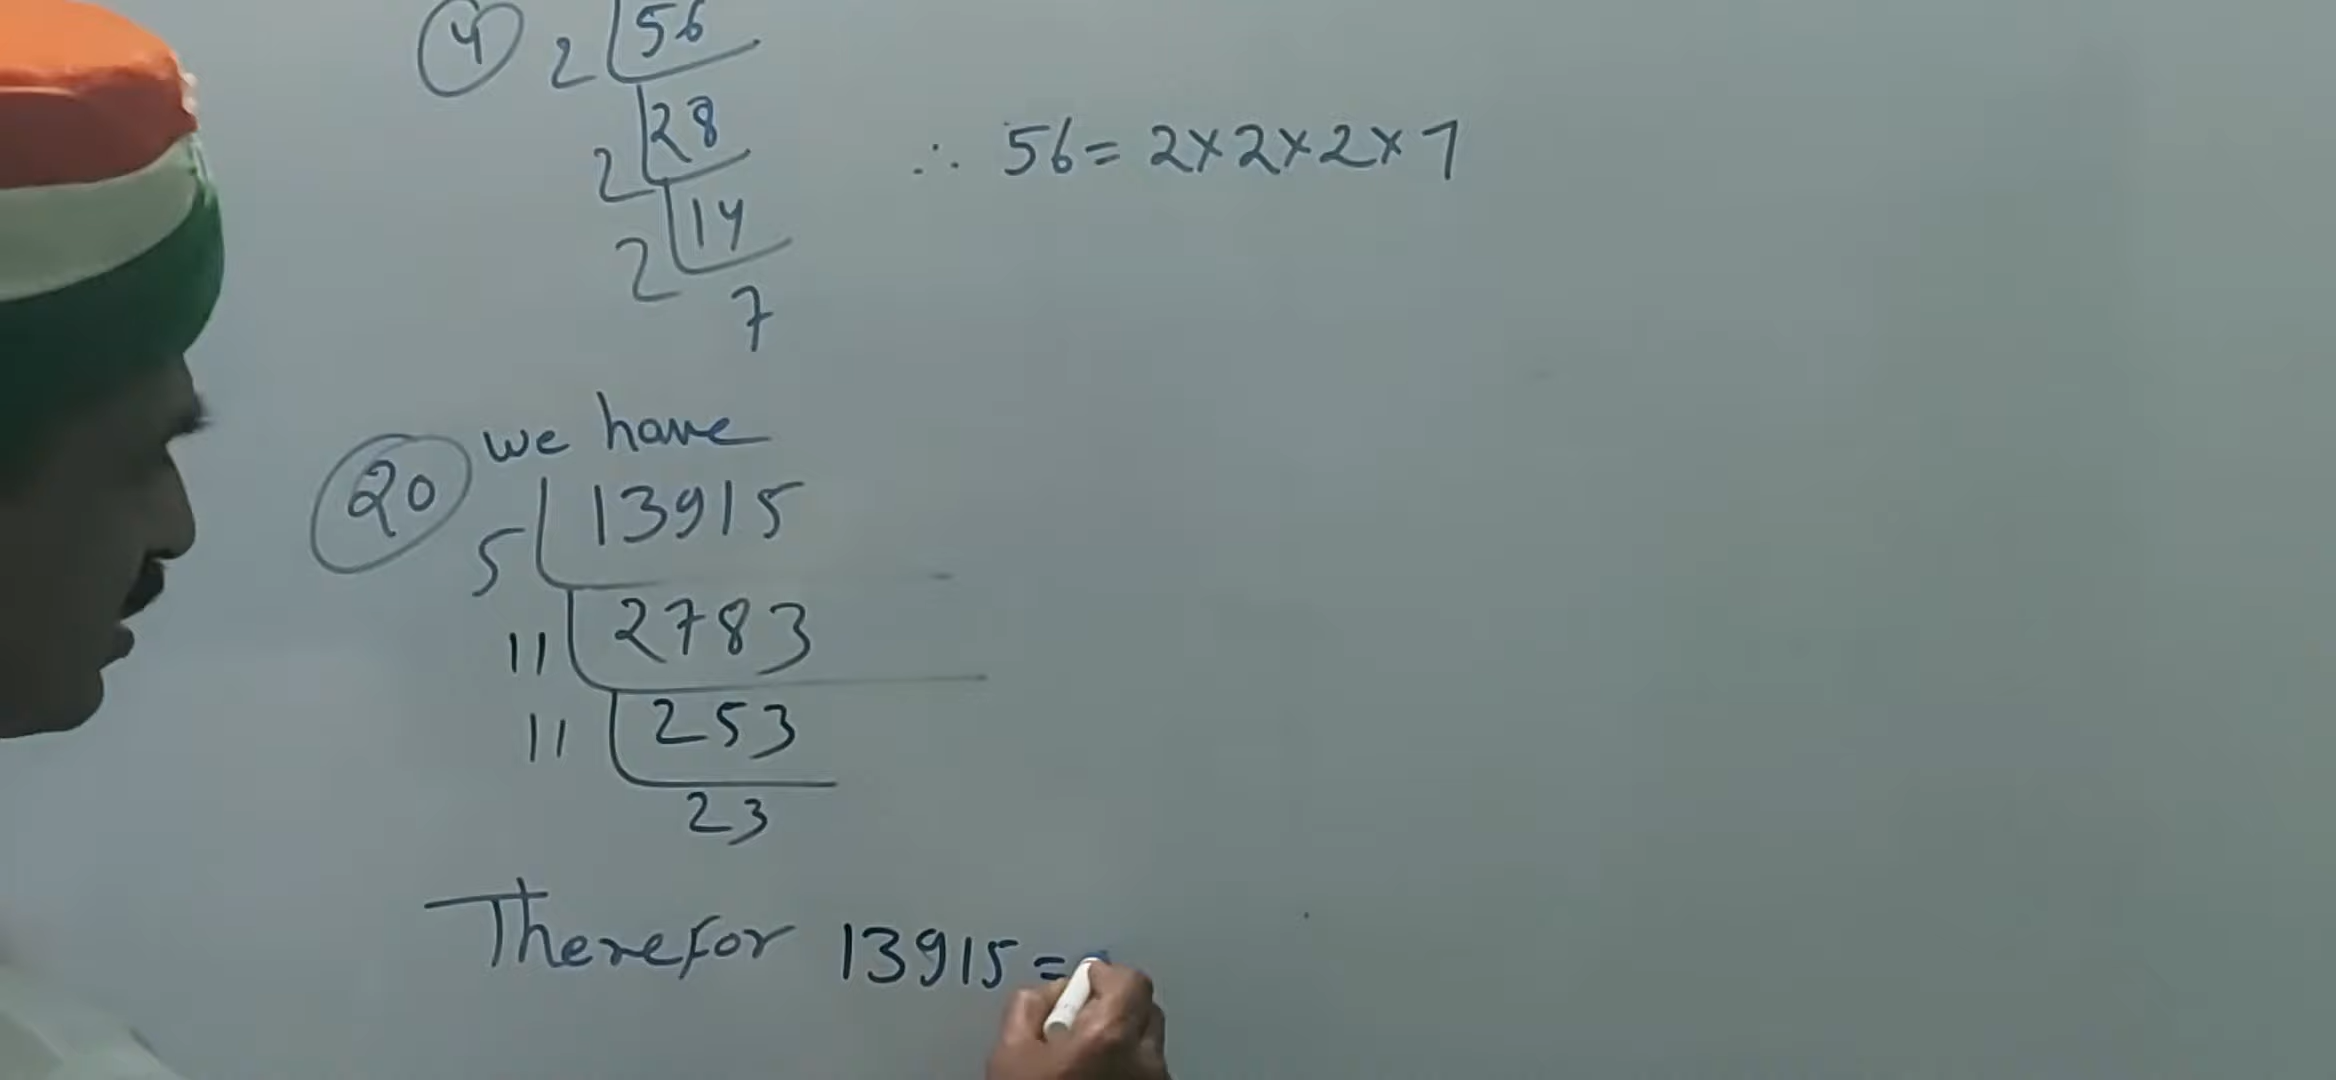 4 2 56
2 28
∴ 56 = 2×2×2×7
2 14
7
20 we have
5 13915
11 2783
11 253
23
Therefor 13915 =